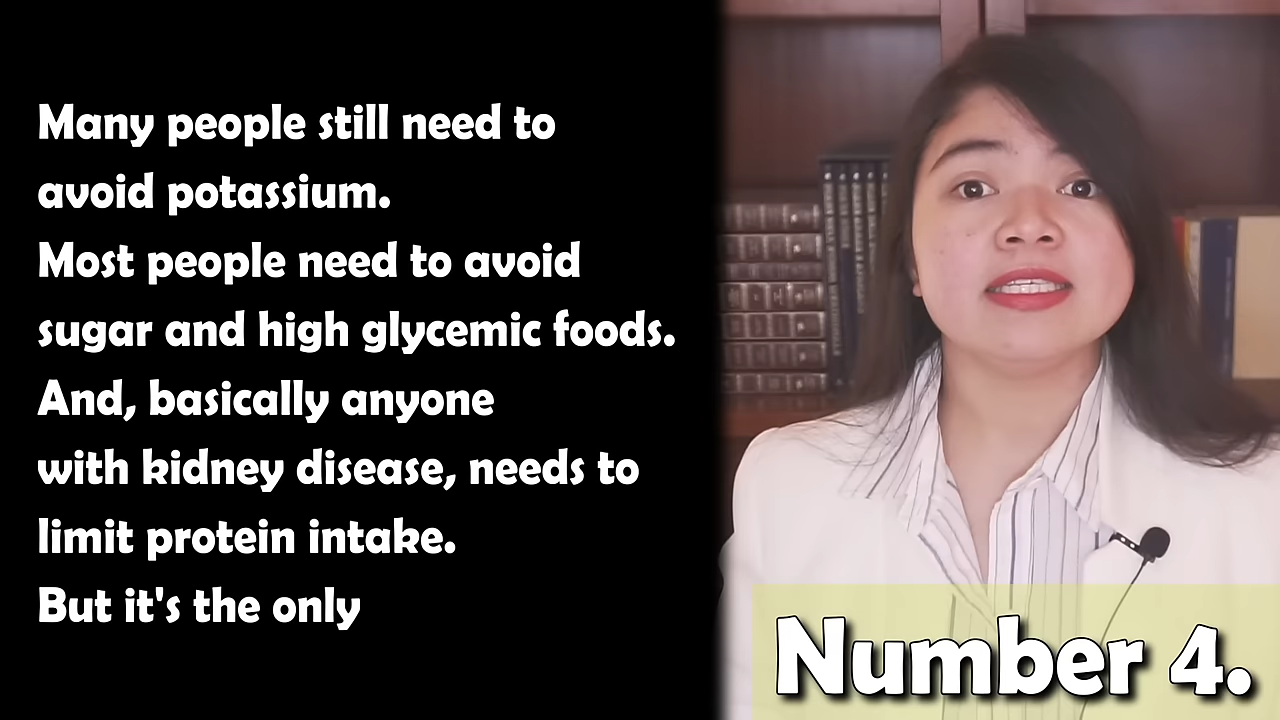 Many people still need to
avoid potassium.
Most people need to avoid
sugar and high glycemic foods.
And, basically anyone
with kidney disease, needs to
limit protein intake.
But it's the only
Number 4.